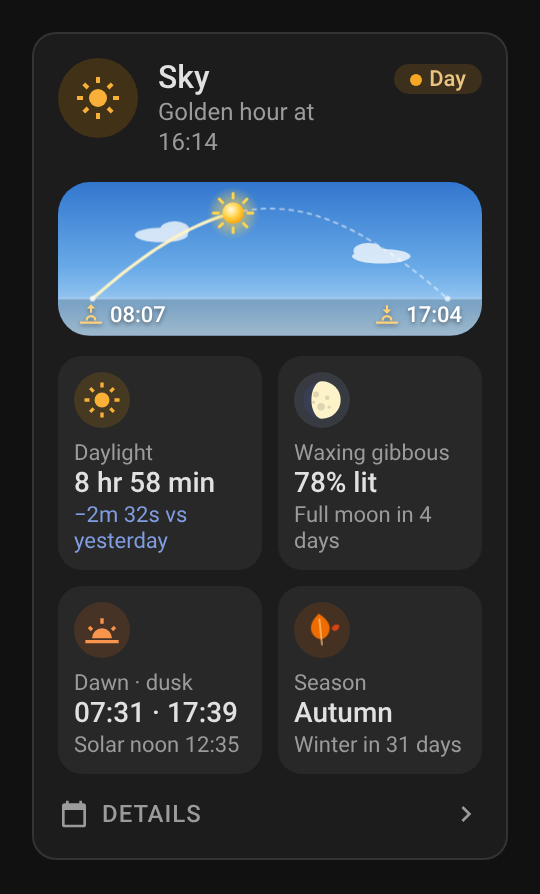 Sky
Day
Golden hour at
16:14
08:07
17:04
Daylight
8 hr 58 min
−2m 32s vs
yesterday
Waxing gibbous
78% lit
Full moon in 4
days
Dawn · dusk
07:31 · 17:39
Solar noon 12:35
Season
Autumn
Winter in 31 days
DETAILS